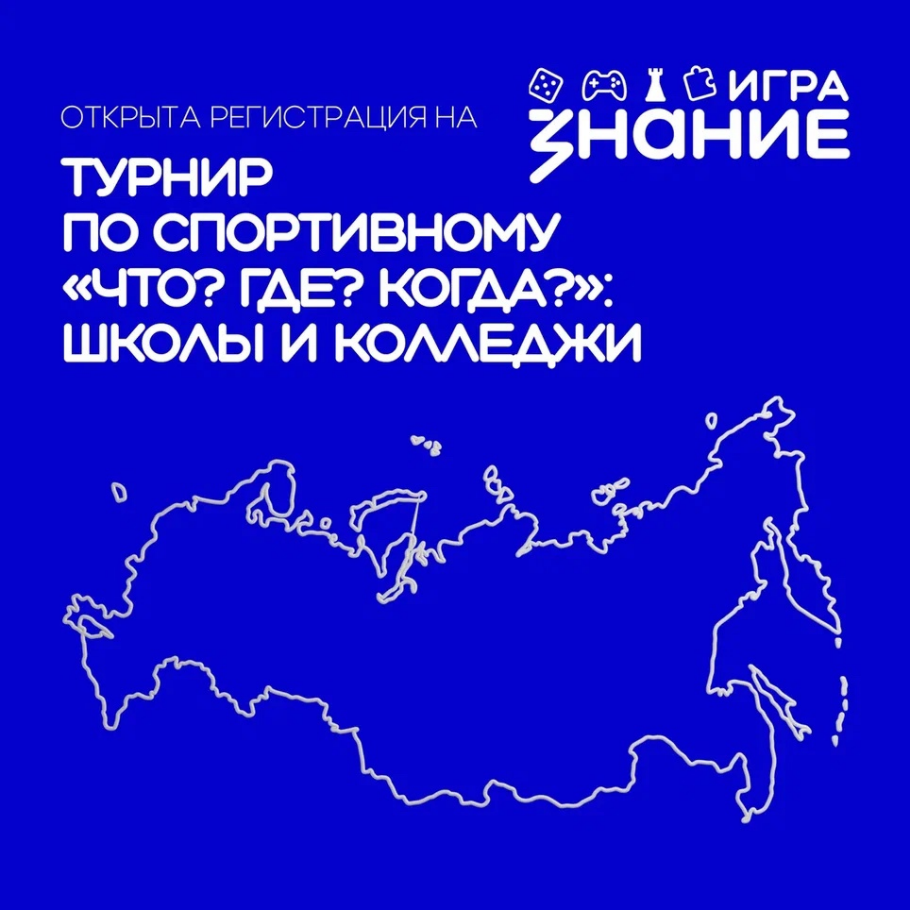 ИГРА
ЗНАНИЕ
ОТКРЫТА РЕГИСТРАЦИЯ НА
ТУРНИР
ПО СПОРТИВНОМУ
«ЧТО? ГДЕ? КОГДА?»:
ШКОЛЫ И КОЛЛЕДЖИ